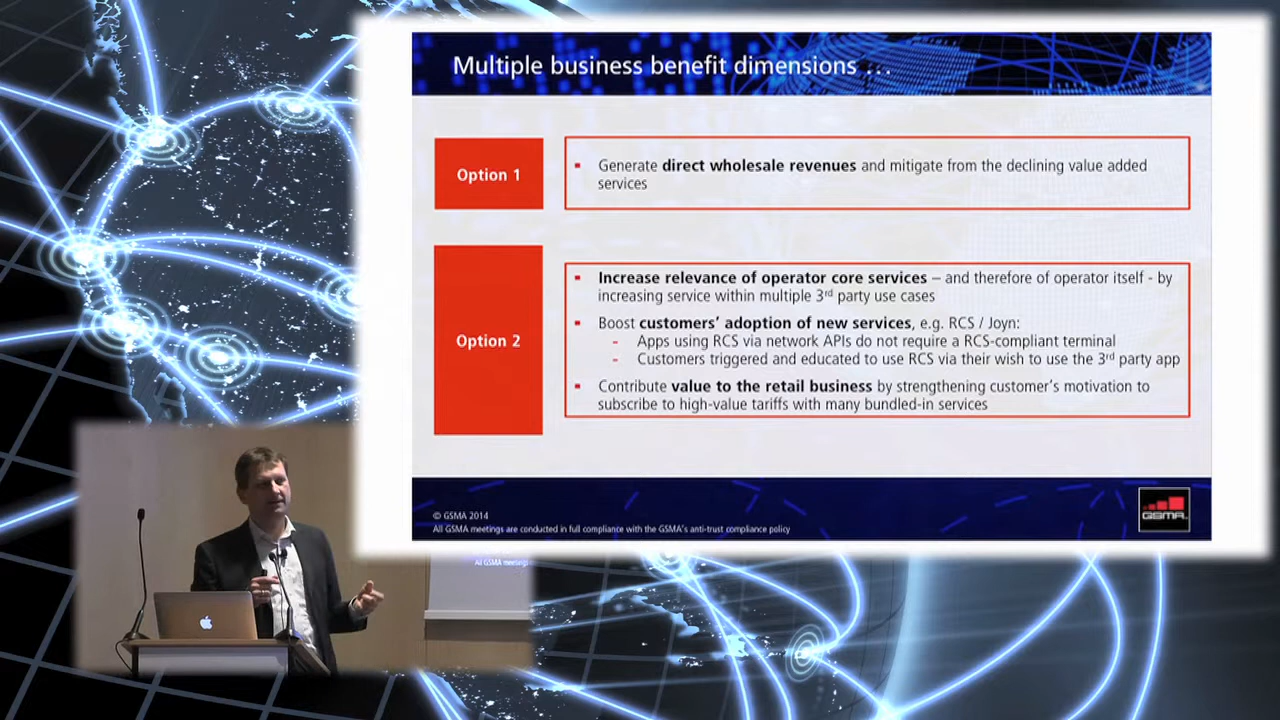 Multiple business benefit dimensions ...
Option 1
▪ Generate direct wholesale revenues and mitigate from the declining value added
services
Option 2
▪ Increase relevance of operator core services – and therefore of operator itself - by
increasing service within multiple 3rd party use cases
▪ Boost customers' adoption of new services, e.g. RCS / Joyn:
- Apps using RCS via network APIs do not require a RCS-compliant terminal
- Customers triggered and educated to use RCS via their wish to use the 3rd party app
▪ Contribute value to the retail business by strengthening customer's motivation to
subscribe to high-value tariffs with many bundled-in services
© GSMA 2014
All GSMA meetings are conducted in full compliance with the GSMA's anti-trust compliance policy
GSMA
All GSMA meetings